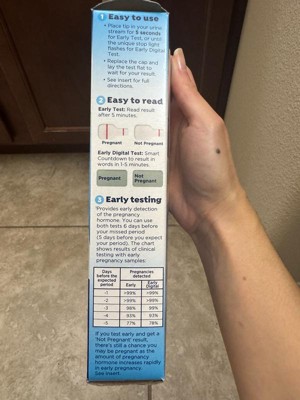 1 Easy to use
• Place tip in your urine
stream for 5 seconds
for Early Test, or until
the unique stop light
flashes for Early Digital
Test.
• Replace the cap and
lay the test flat to
wait for your result.
• See insert for full
directions.
2 Easy to read
Early Test: Read result
after 5 minutes.
Pregnant Not Pregnant
Early Digital Test: Smart
Countdown to result in
words in 1-5 minutes.
Pregnant Not
Pregnant
3 Early testing
Provides early detection
of the pregnancy
hormone. You can use
both tests 6 days before
your missed period
(5 days before you expect
your period). The chart
shows results of clinical
testing with early
pregnancy samples:
Days
before the
expected
period Pregnancies
detected
Early Early
Digital
-1 >99% >99%
-2 >99% >99%
-3 98% 99%
-4 93% 93%
-5 77% 78%
If you test early and get a
'Not Pregnant' result,
there's still a chance you
may be pregnant as the
amount of pregnancy
hormone increases rapidly
in early pregnancy.
See insert.